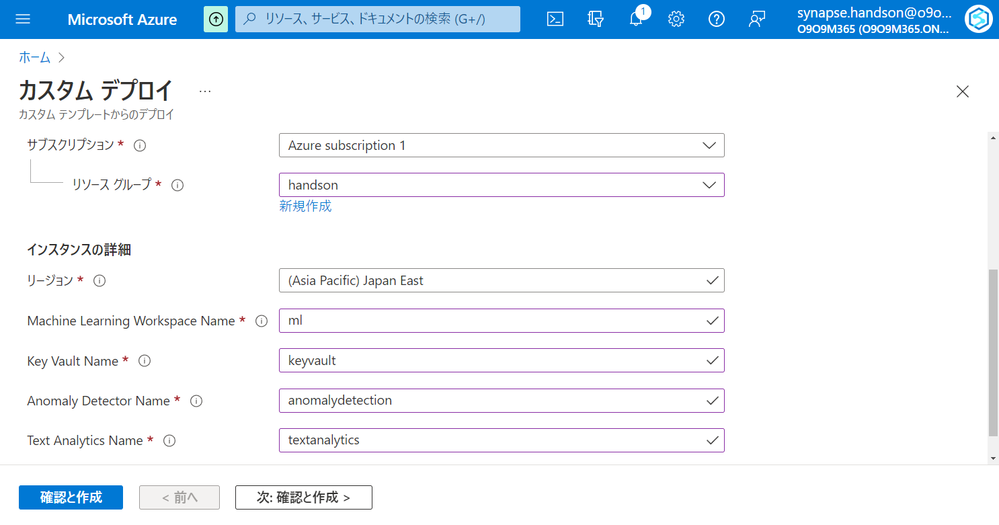 Microsoft Azure
リソース、サービス、ドキュメントの検索 (G+/)
1
synapse.handson@o9o...
O9O9M365 (O9O9M365.ON...
ホーム >
カスタム デプロイ ...
カスタム テンプレートからのデプロイ
サブスクリプション * Azure subscription 1
リソース グループ * handson
新規作成
インスタンスの詳細
リージョン * (Asia Pacific) Japan East
Machine Learning Workspace Name * ml
Key Vault Name * keyvault
Anomaly Detector Name * anomalydetection
Text Analytics Name * textanalytics
確認と作成 < 前へ 次: 確認と作成 >